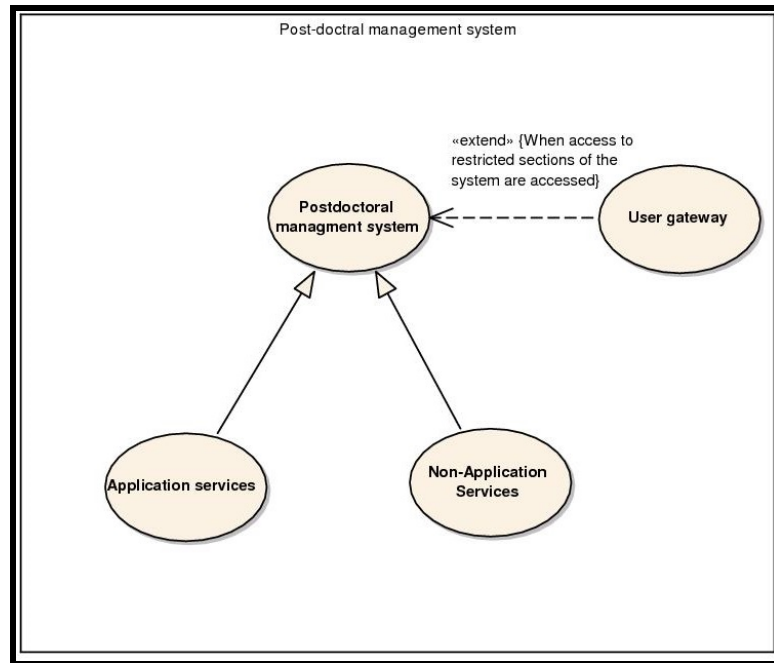 Post-doctral management system
«extend» {When access to
restricted sections of the
system are accessed}
Postdoctoral
managment system
User gateway
Application services
Non-Application
Services